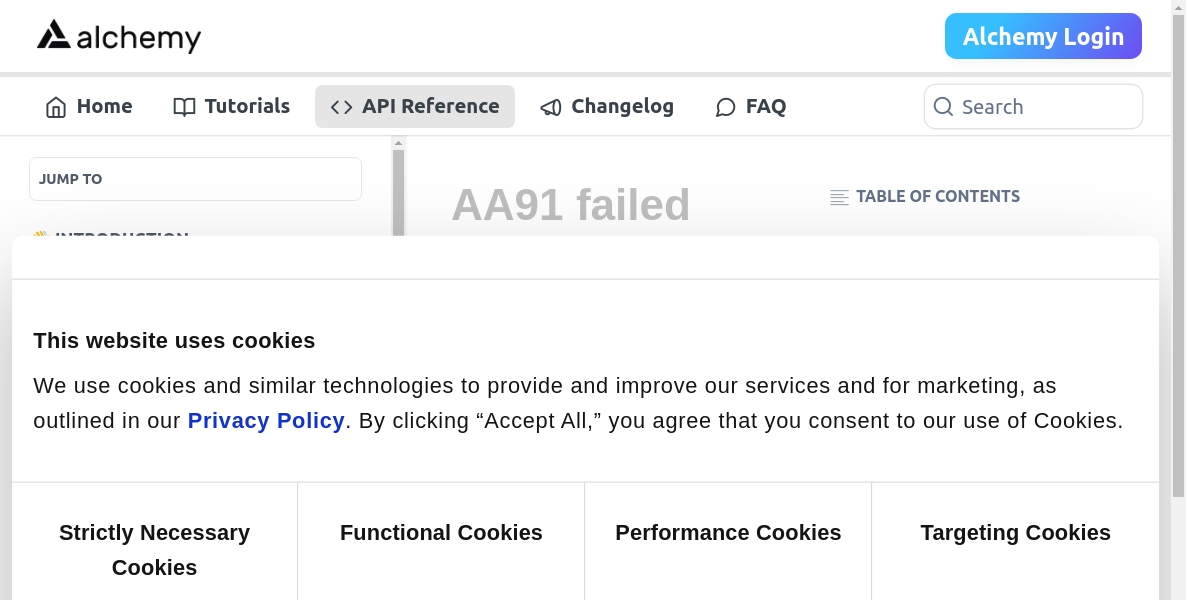 alchemy
Alchemy Login
Home
Tutorials
API Reference
Changelog
FAQ
Search
JUMP TO
AA91 failed
TABLE OF CONTENTS
👋 INTRODUCTION
This website uses cookies
We use cookies and similar technologies to provide and improve our services and for marketing, as
outlined in our Privacy Policy. By clicking “Accept All,” you agree that you consent to our use of Cookies.
Strictly Necessary
Cookies
Functional Cookies
Performance Cookies
Targeting Cookies